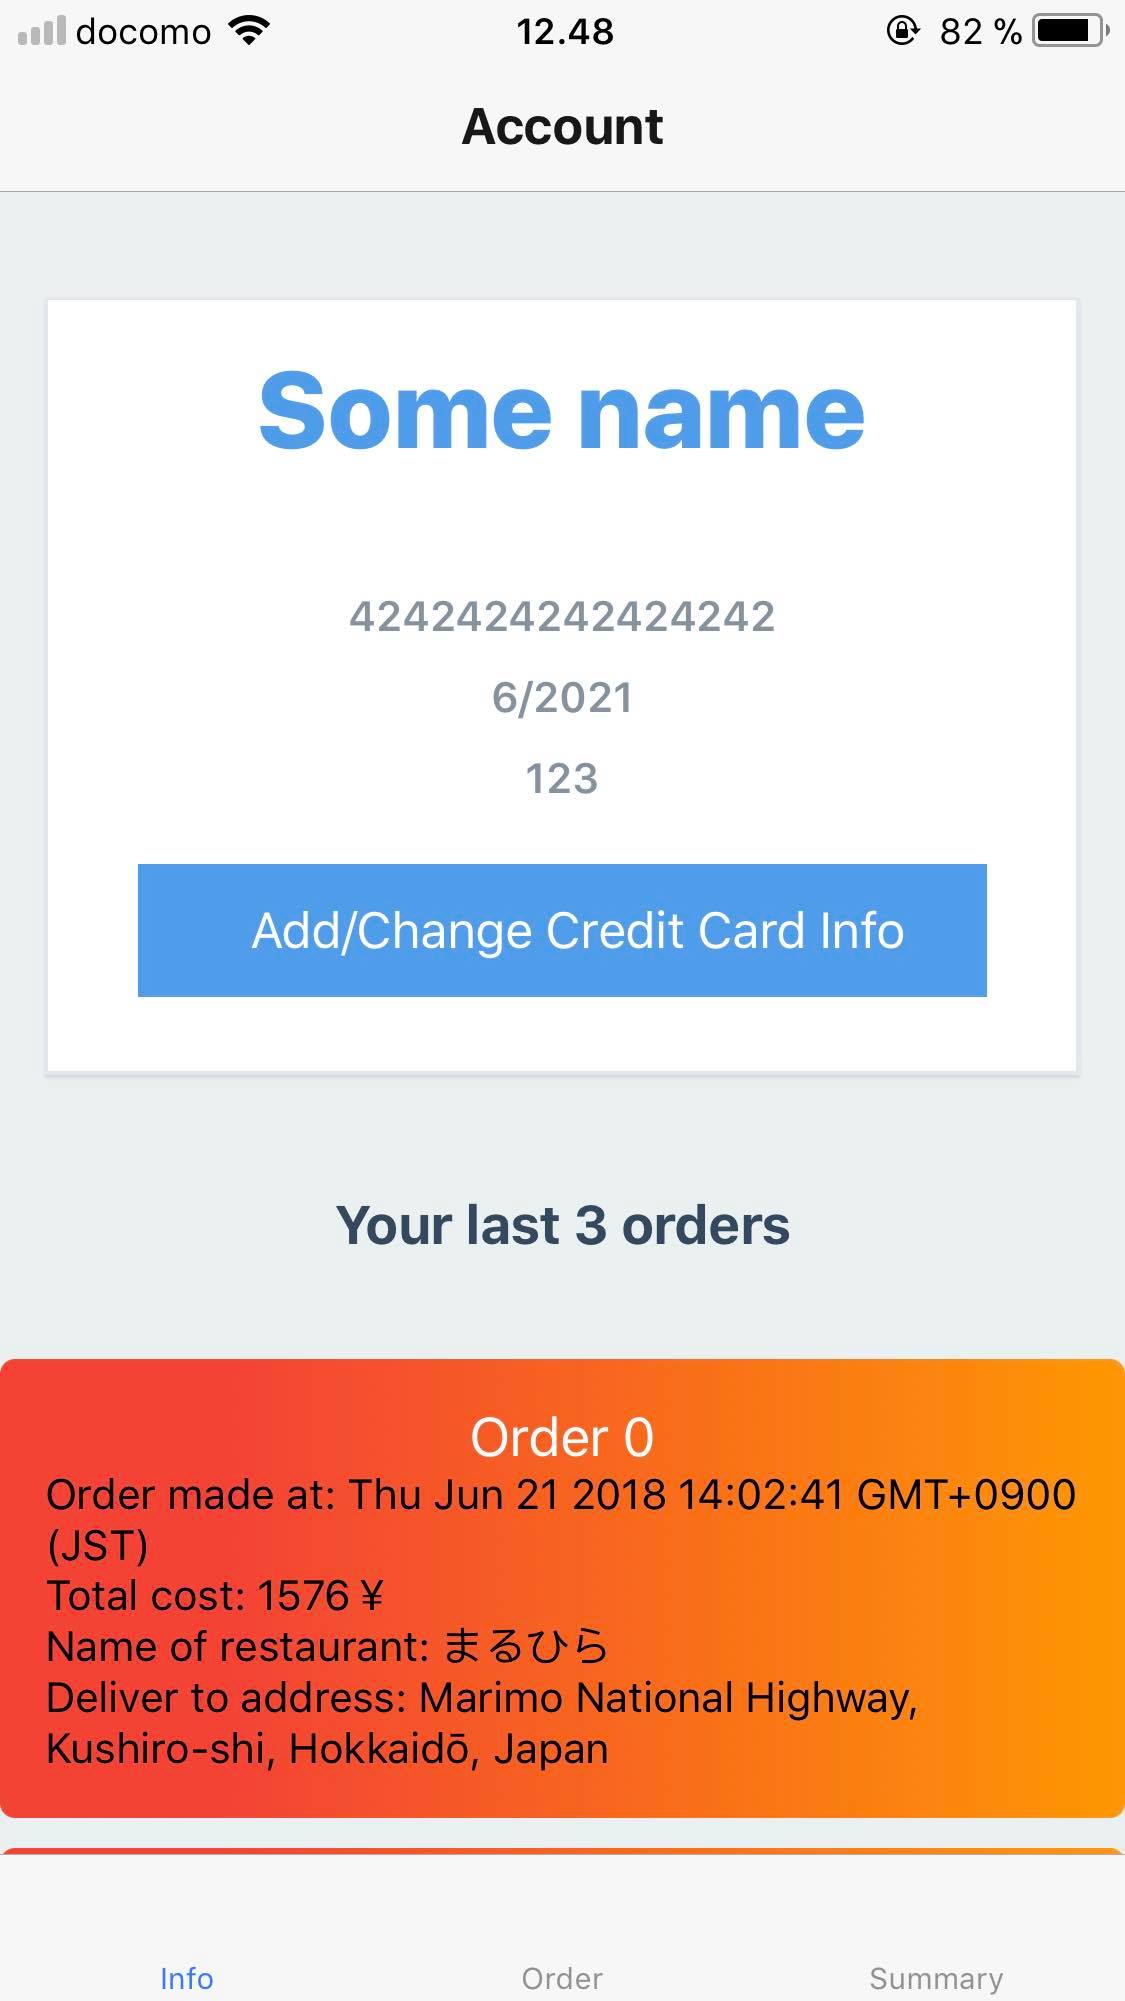 docomo 12.48 82 %
Account
Some name
4242424242424242
6/2021
123
Add/Change Credit Card Info
Your last 3 orders
Order 0
Order made at: Thu Jun 21 2018 14:02:41 GMT+0900
(JST)
Total cost: 1576 ¥
Name of restaurant: まるひら
Deliver to address: Marimo National Highway,
Kushiro-shi, Hokkaidō, Japan
Info Order Summary